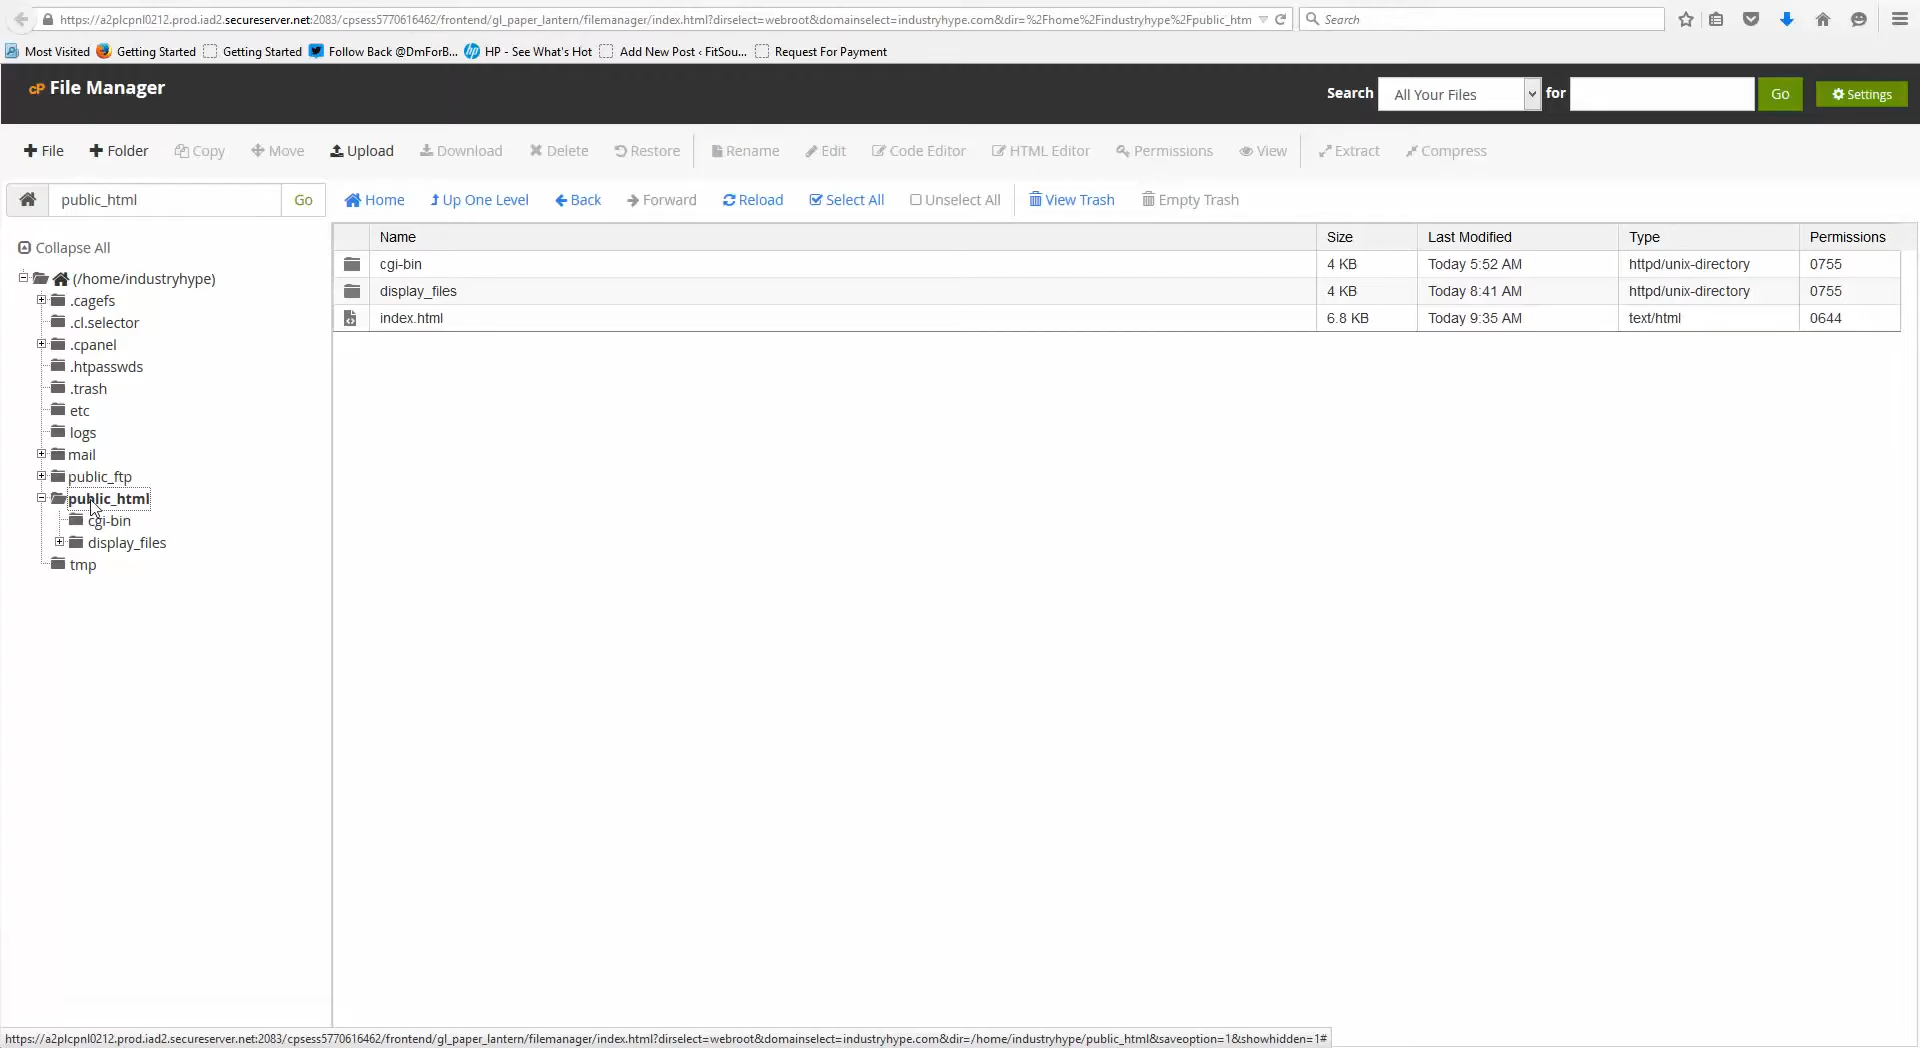 https://a2plcpnl0212.prod.iad2.secureserver.net:2083/cpsess5770616462/frontend/gl_paper_lantern/filemanager/index.html?dirselect=webroot&domainselect=industryhype.com&dir=%2Fhome%2Findustryhype%2Fpublic_htm Search
Most Visited Getting Started Getting Started Follow Back @DmForB... HP - See What's Hot Add New Post ‹ FitSou... Request For Payment
cP File Manager Search All Your Files for Go Settings
File Folder Copy Move Upload Download Delete Restore Rename Edit Code Editor HTML Editor Permissions View Extract Compress
public_html Go Home Up One Level Back Forward Reload Select All Unselect All View Trash Empty Trash
Name Size Last Modified Type Permissions
cgi-bin 4 KB Today 5:52 AM httpd/unix-directory 0755
display_files 4 KB Today 8:41 AM httpd/unix-directory 0755
index.html 6.8 KB Today 9:35 AM text/html 0644
Collapse All
(/home/industryhype)
.cagefs
.cl.selector
.cpanel
.htpasswds
.trash
etc
logs
mail
public_ftp
public_html
cgi-bin
display_files
tmp
https://a2plcpnl0212.prod.iad2.secureserver.net:2083/cpsess5770616462/frontend/gl_paper_lantern/filemanager/index.html?dirselect=webroot&domainselect=industryhype.com&dir=/home/industryhype/public_html&saveoption=1&showhidden=1#